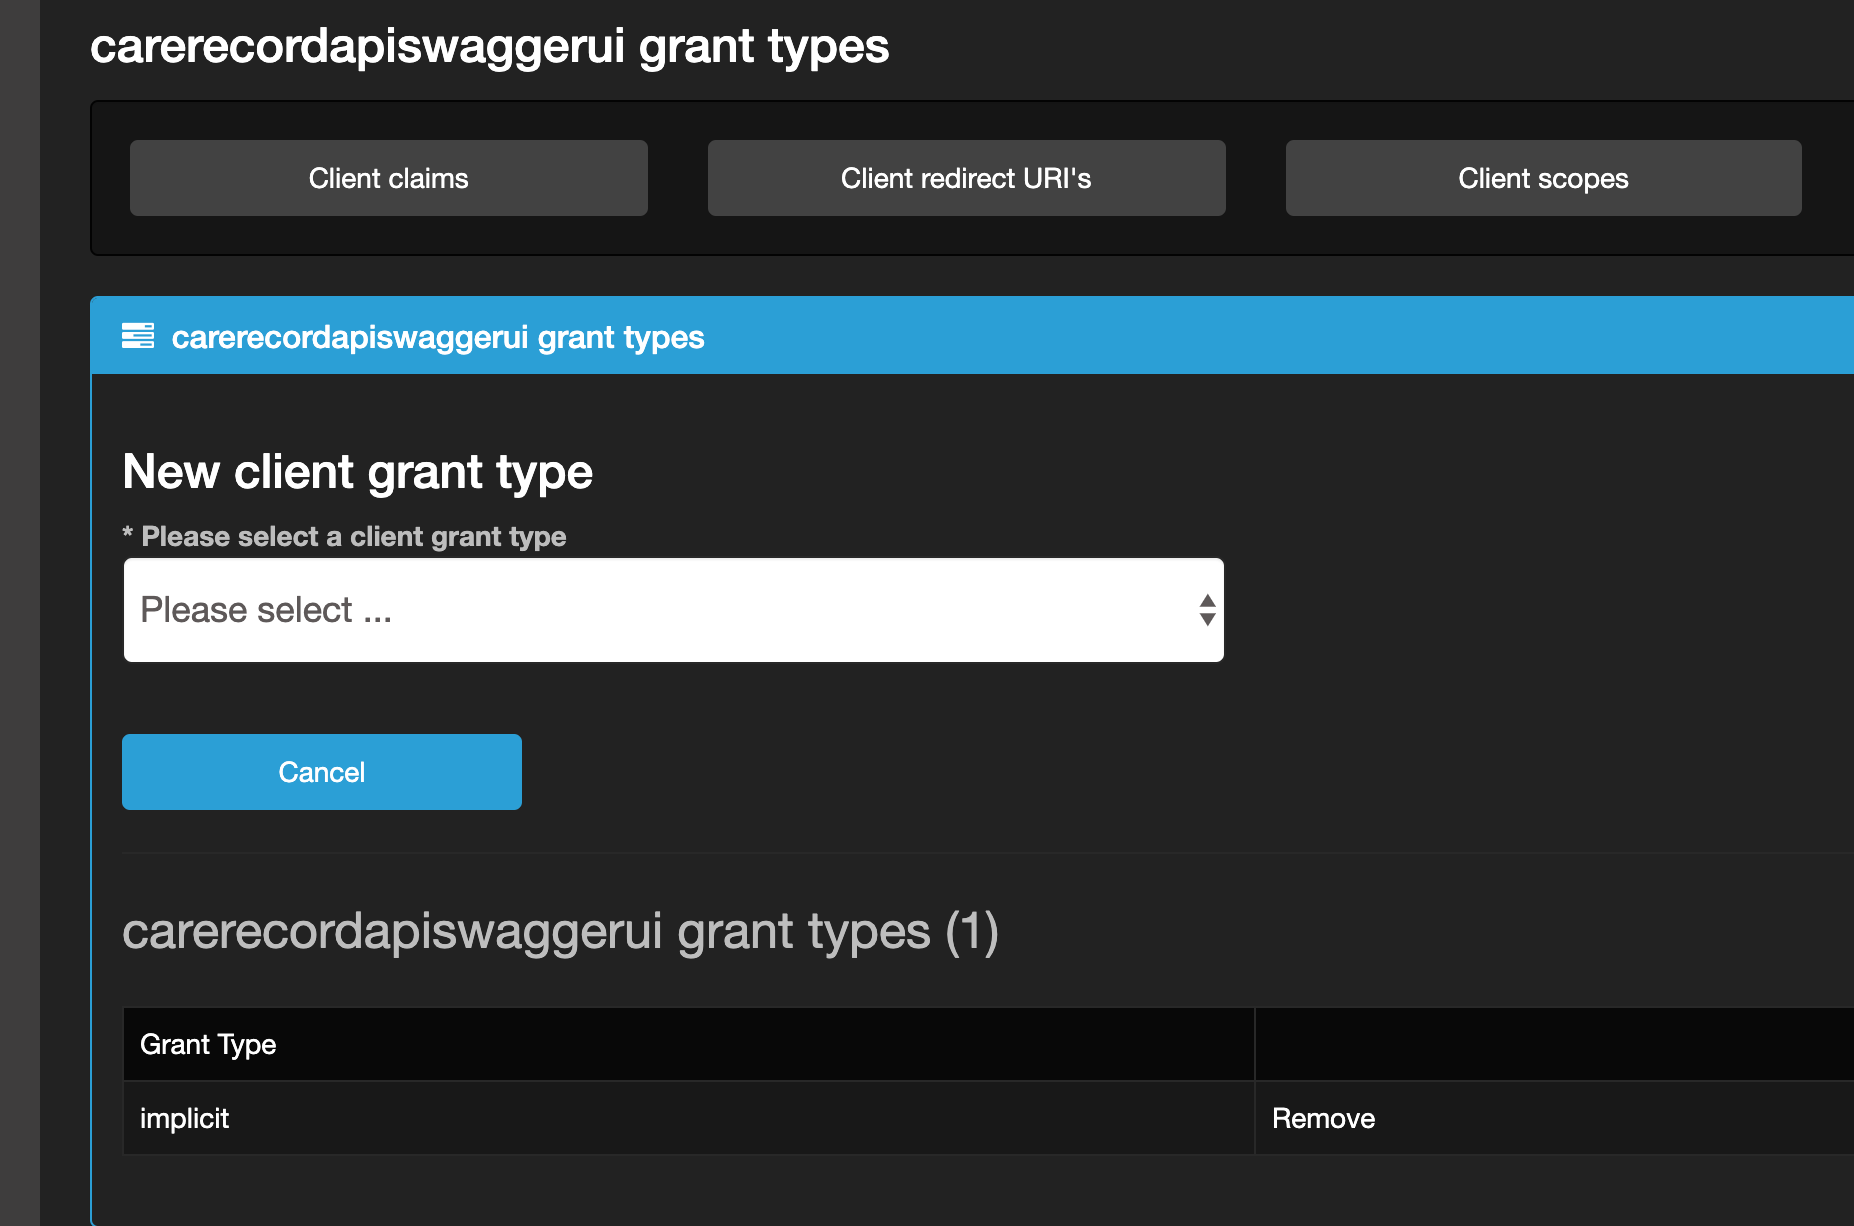 carerecordapiswaggerui grant types
Client claims
Client redirect URI's
Client scopes
carerecordapiswaggerui grant types
New client grant type
* Please select a client grant type
Please select ...
Cancel
carerecordapiswaggerui grant types (1)
Grant Type
implicit
Remove